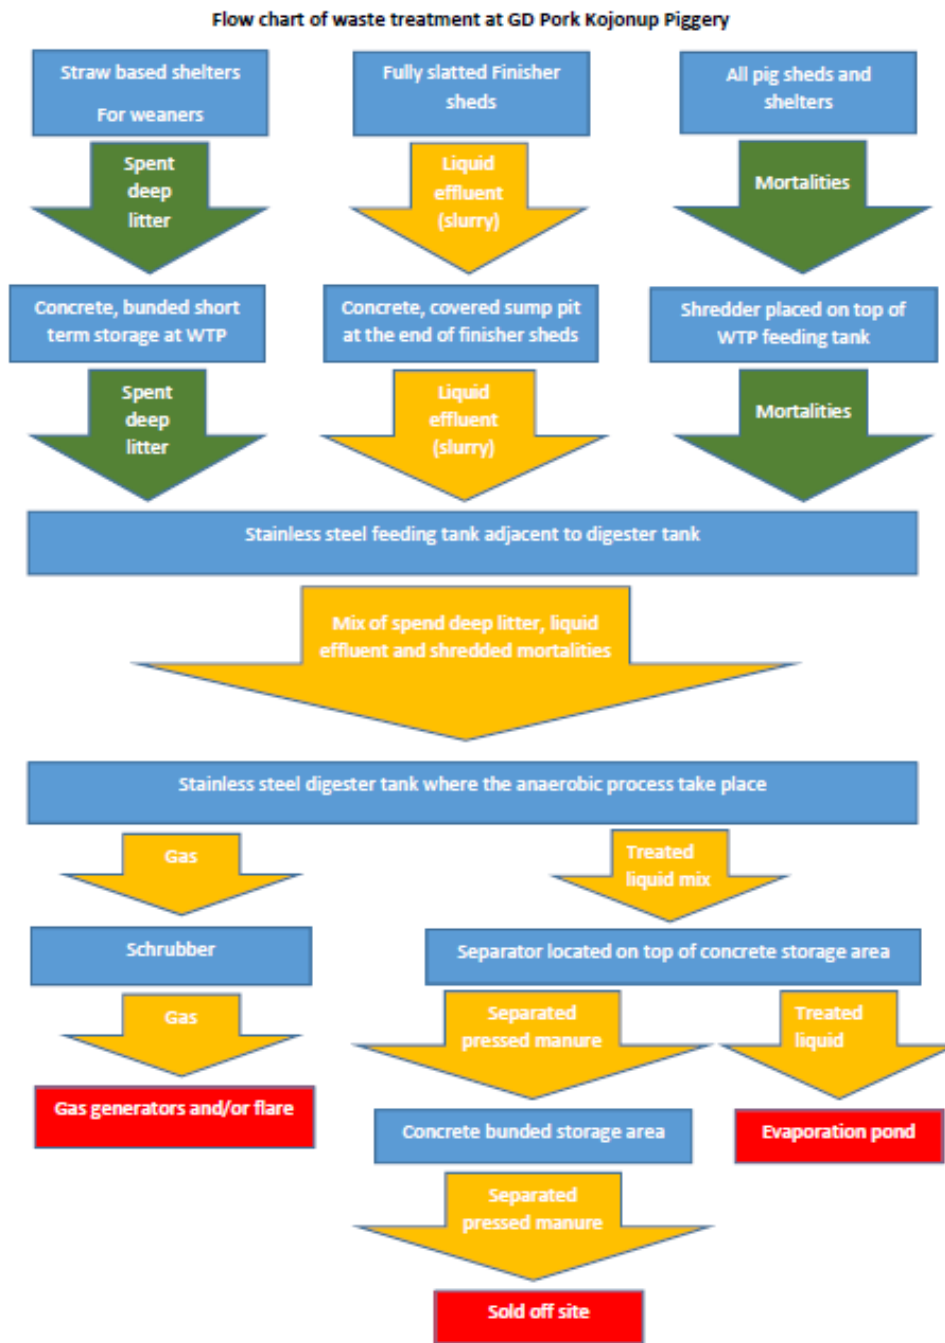 Flow chart of waste treatment at GD Pork Kojonup Piggery
Straw based shelters
For weaners
Fully slatted Finisher
sheds
All pig sheds and
shelters
Spent
deep
litter
Liquid
effluent
(slurry)
Mortalities
Concrete, bunded short
term storage at WTP
Concrete, covered sump pit
at the end of finisher sheds
Shredder placed on top of
WTP feeding tank
Spent
deep
litter
Liquid
effluent
(slurry)
Mortalities
Stainless steel feeding tank adjacent to digester tank
Mix of spend deep litter, liquid
effluent and shredded mortalities
Stainless steel digester tank where the anaerobic process take place
Gas
Treated
liquid mix
Schrubber
Separator located on top of concrete storage area
Gas
Separated
pressed manure
Treated
liquid
Gas generators and/or flare
Concrete bunded storage area
Evaporation pond
Separated
pressed manure
Sold off site